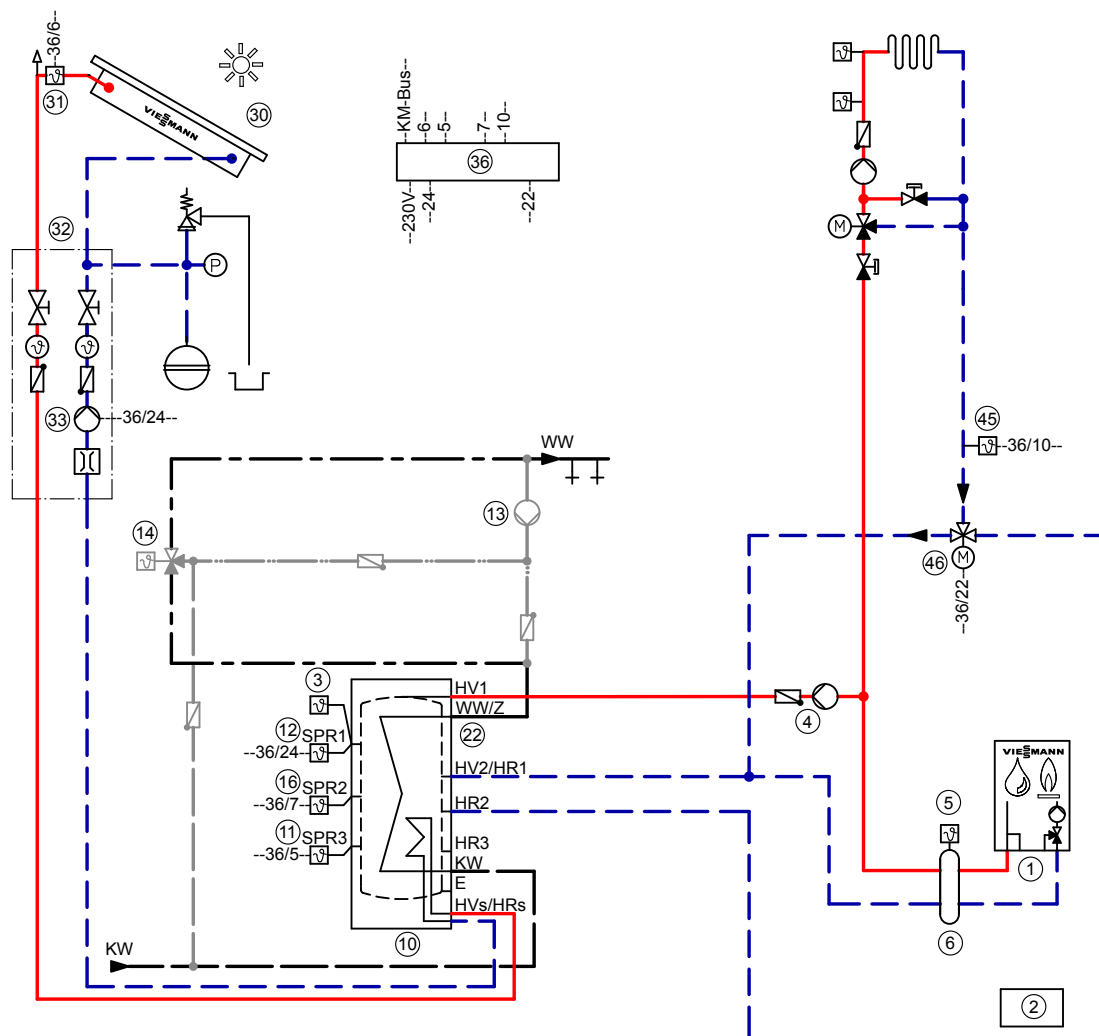 --36/6--
31
VIESSMANN
30
KM-Bus--
--6--
--5--
--7--
--10--
36
--230V--
--24--
--22--
M
32
P
ϑ
ϑ
33
--36/24--
WW
45
--36/10--
13
14
46
M
--36/22--
3
HV1
WW/Z
22
4
12
SPR1
--36/24--
HV2/HR1
16
SPR2
--36/7--
HR2
11
SPR3
--36/5--
HR3
KW
E
HVs/HRs
10
KW
VIESSMANN
5
1
6
2